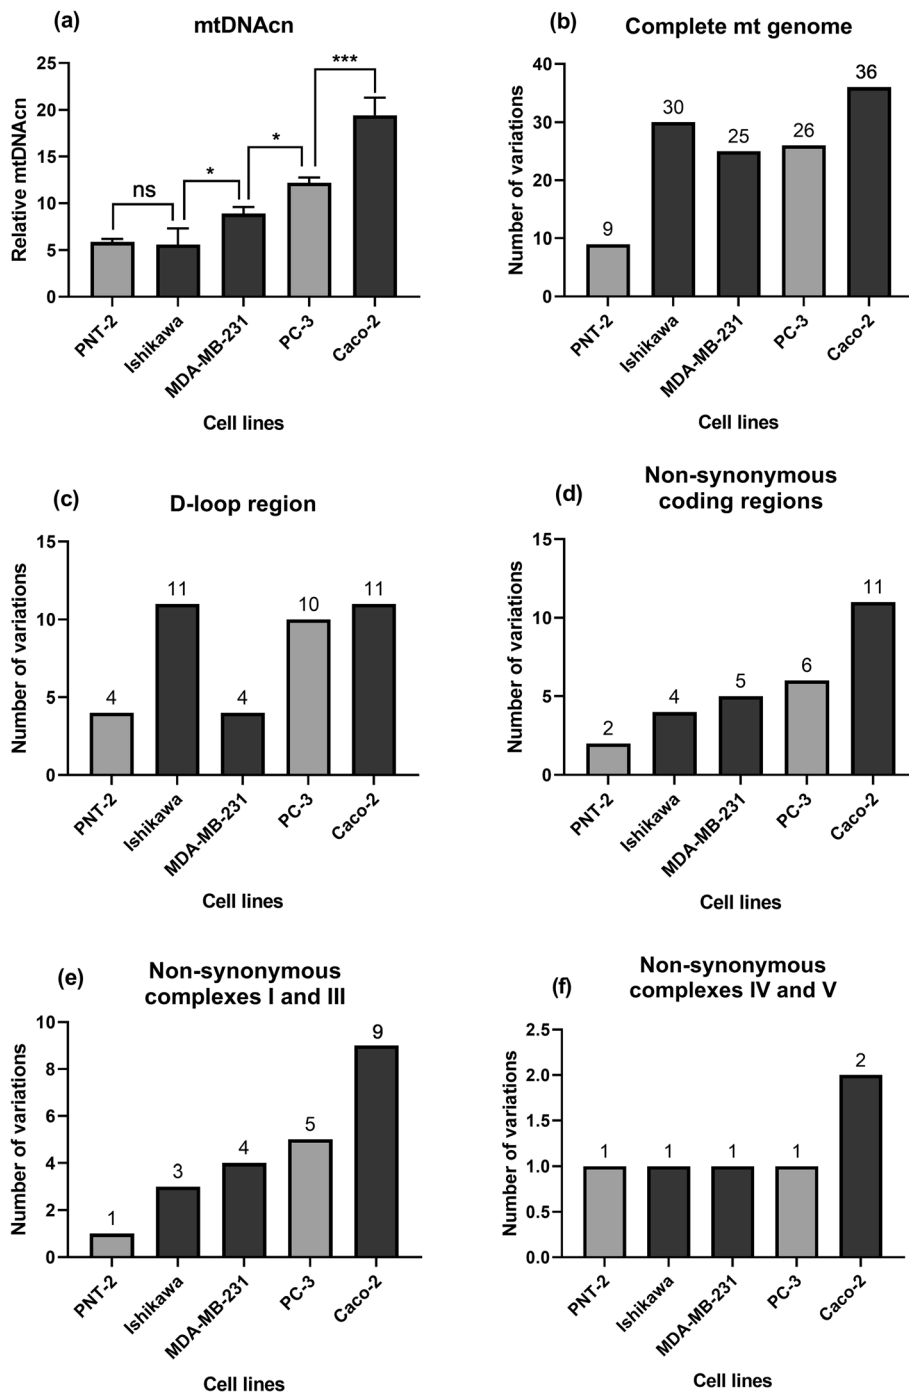 (a)
mtDNAcn
Relative mtDNAcn
25
20
15
10
5
0
ns
*
*
***
PNT-2
Ishikawa
MDA-MB-231
PC-3
Caco-2
Cell lines
(b)
Complete mt genome
Number of variations
40
30
20
10
0
9
30
25
26
36
PNT-2
Ishikawa
MDA-MB-231
PC-3
Caco-2
Cell lines
(c)
D-loop region
Number of variations
15
10
5
0
4
11
4
10
11
PNT-2
Ishikawa
MDA-MB-231
PC-3
Caco-2
Cell lines
(d)
Non-synonymous
coding regions
Number of variations
15
10
5
0
2
4
5
6
11
PNT-2
Ishikawa
MDA-MB-231
PC-3
Caco-2
Cell lines
(e)
Non-synonymous
complexes I and III
Number of variations
10
8
6
4
2
0
1
3
4
5
9
PNT-2
Ishikawa
MDA-MB-231
PC-3
Caco-2
Cell lines
(f)
Non-synonymous
complexes IV and V
Number of variations
2.5
2.0
1.5
1.0
0.5
0.0
1
1
1
1
2
PNT-2
Ishikawa
MDA-MB-231
PC-3
Caco-2
Cell lines